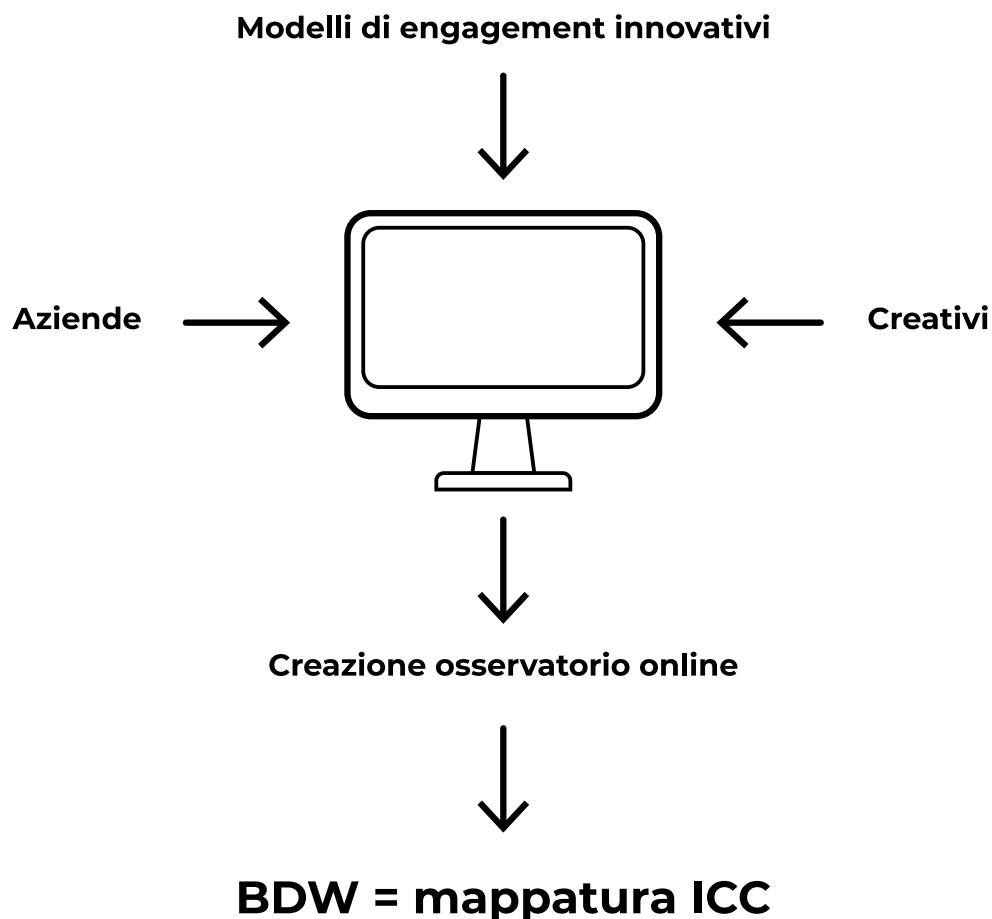 Modelli di engagement innovativi
Aziende
Creativi
Creazione osservatorio online
BDW = mappatura ICC